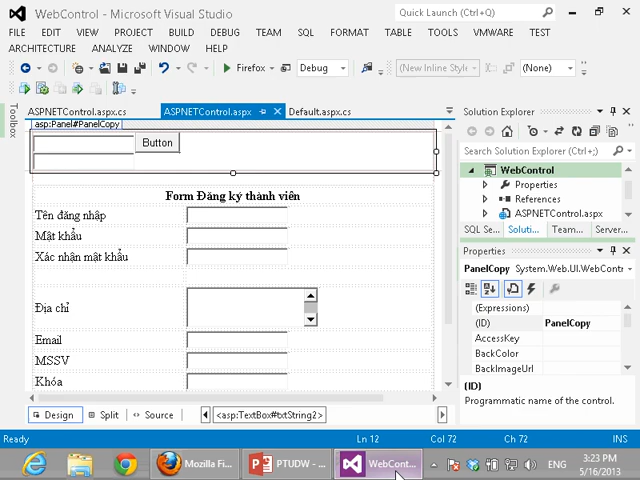 WebControl - Microsoft Visual Studio
Quick Launch (Ctrl+Q)
FILE EDIT VIEW PROJECT BUILD DEBUG TEAM SQL FORMAT TABLE TOOLS VMWARE TEST
ARCHITECTURE ANALYZE WINDOW HELP
Firefox Debug (New Inline Style) (None)
Toolbox
ASPNETControl.aspx.cs ASPNETControl.aspx Default.aspx.cs
asp:Panel#PanelCopy
Button
Form Đăng ký thành viên
Tên đăng nhập
Mật khẩu
Xác nhận mật khẩu
Địa chỉ
Email
MSSV
Khóa
Design Split Source <asp:TextBox#txtString2>
Solution Explorer
Search Solution Explorer (Ctrl+;)
WebControl
Properties
References
ASPNETControl.aspx
SQL Se... Soluti... Team... Server...
Properties
PanelCopy System.Web.UI.WebContr
(Expressions)
(ID) PanelCopy
AccessKey
BackColor
BackImageUrl
(ID)
Programmatic name of the control.
Ready Ln 12 Col 72 Ch 72 INS
Mozilla Fi... PTUDW - ... WebCont... 3:23 PM
5/16/2013